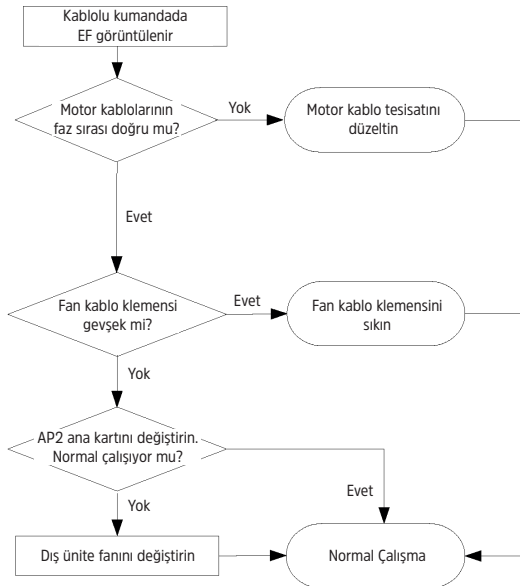 Kablolu kumandada
EF görüntülenir
Motor kablolarının
faz sırası doğru mu?
Yok
Motor kablo tesisatını
düzeltin
Evet
Fan kablo klemensi
gevşek mi?
Evet
Fan kablo klemensini
sıkın
Yok
AP2 ana kartını değiştirin.
Normal çalışıyor mu?
Evet
Yok
Dış ünite fanını değiştirin
Normal Çalışma